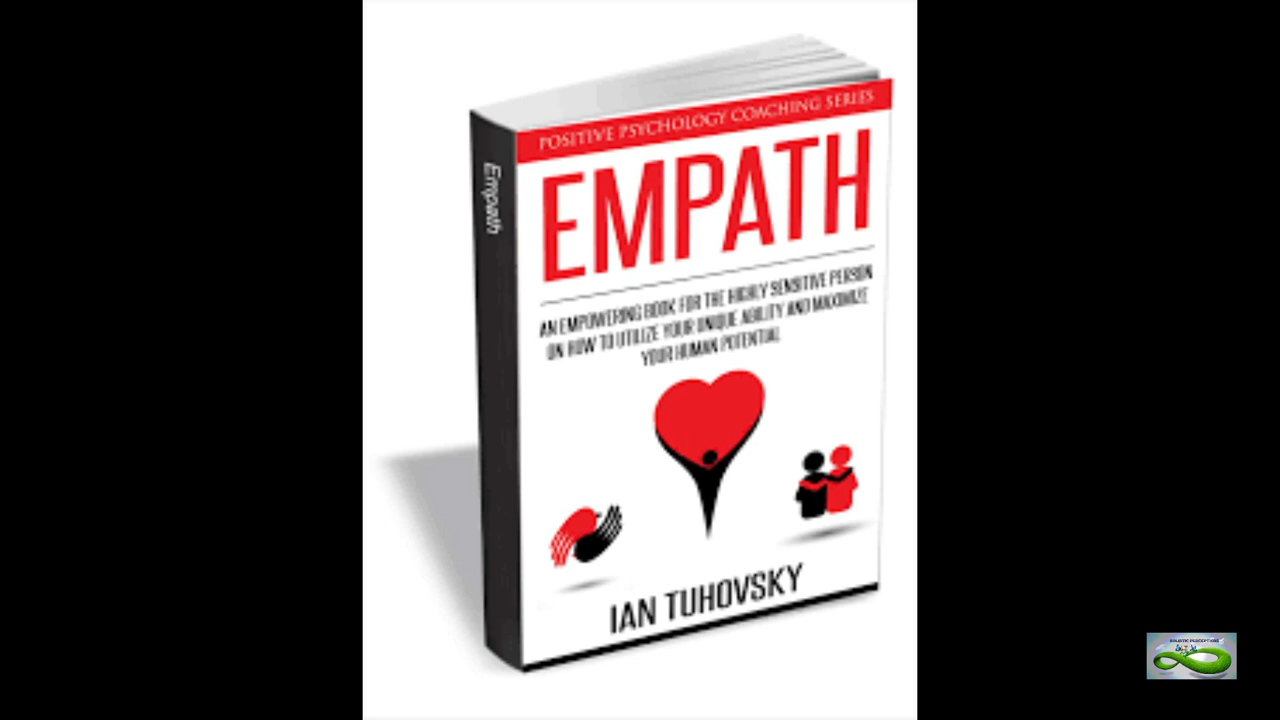 POSITIVE PSYCHOLOGY COACHING SERIES
EMPATH
Empath
AN EMPOWERING BOOK FOR THE HIGHLY SENSITIVE PERSON
ON HOW TO UTILIZE YOUR UNIQUE ABILITY AND MAXIMIZE
YOUR HUMAN POTENTIAL
IAN TUHOVSKY